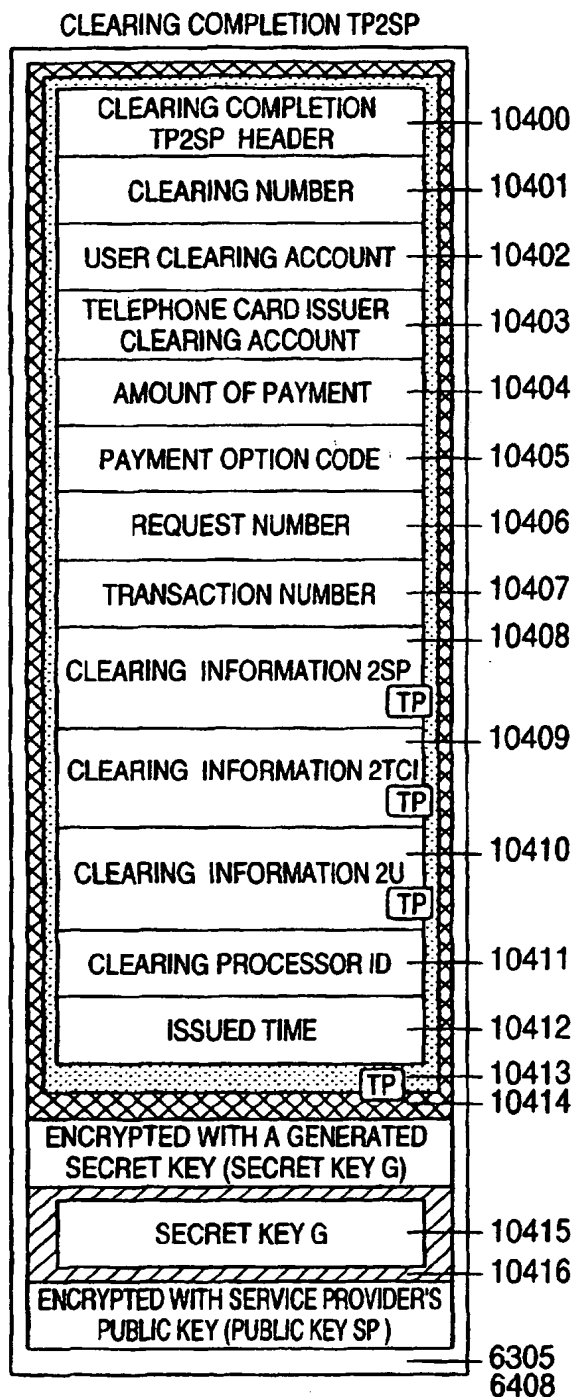 CLEARING COMPLETION TP2SP
CLEARING COMPLETION
TP2SP HEADER
10400
CLEARING NUMBER
10401
USER CLEARING ACCOUNT
10402
TELEPHONE CARD ISSUER
CLEARING ACCOUNT
10403
AMOUNT OF PAYMENT
10404
PAYMENT OPTION CODE
10405
REQUEST NUMBER
10406
TRANSACTION NUMBER
10407
10408
CLEARING INFORMATION 2SP
TP
10409
CLEARING INFORMATION 2TCI
TP
10410
CLEARING INFORMATION 2U
TP
CLEARING PROCESSOR ID
10411
ISSUED TIME
10412
TP
10413
10414
ENCRYPTED WITH A GENERATED
SECRET KEY (SECRET KEY G)
SECRET KEY G
10415
10416
ENCRYPTED WITH SERVICE PROVIDER'S
PUBLIC KEY (PUBLIC KEY SP )
6305
6408